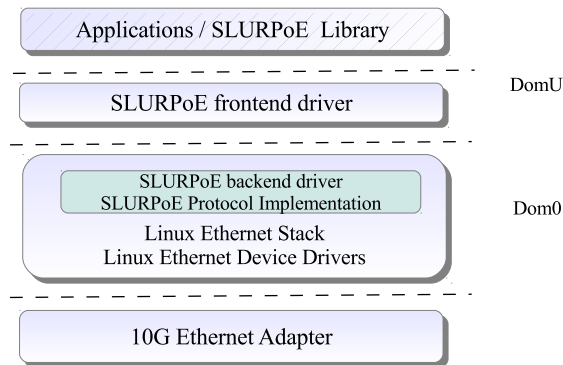 Applications / SLURPoE Library
DomU
SLURPoE frontend driver
SLURPoE backend driver
SLURPoE Protocol Implementation
Dom0
Linux Ethernet Stack
Linux Ethernet Device Drivers
10G Ethernet Adapter